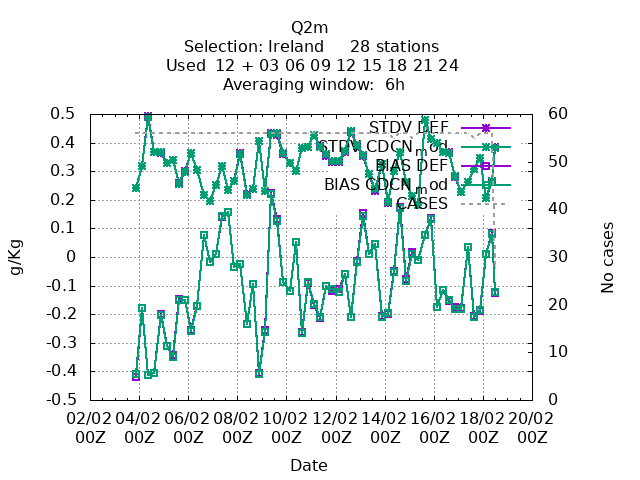 Q2m
Selection: Ireland 28 stations
Used 12 + 03 06 09 12 15 18 21 24
Averaging window: 6h
0.5
0.4
0.3
0.2
0.1
0
-0.1
-0.2
-0.3
-0.4
-0.5
g/Kg
60
50
40
30
20
10
0
No cases
STDV DEF
STDV CDCN_mod
BIAS DEF
BIAS CDCN_mod
CASES
02/02 04/02 06/02 08/02 10/02 12/02 14/02 16/02 18/02 20/02
00Z 00Z 00Z 00Z 00Z 00Z 00Z 00Z 00Z 00Z
Date